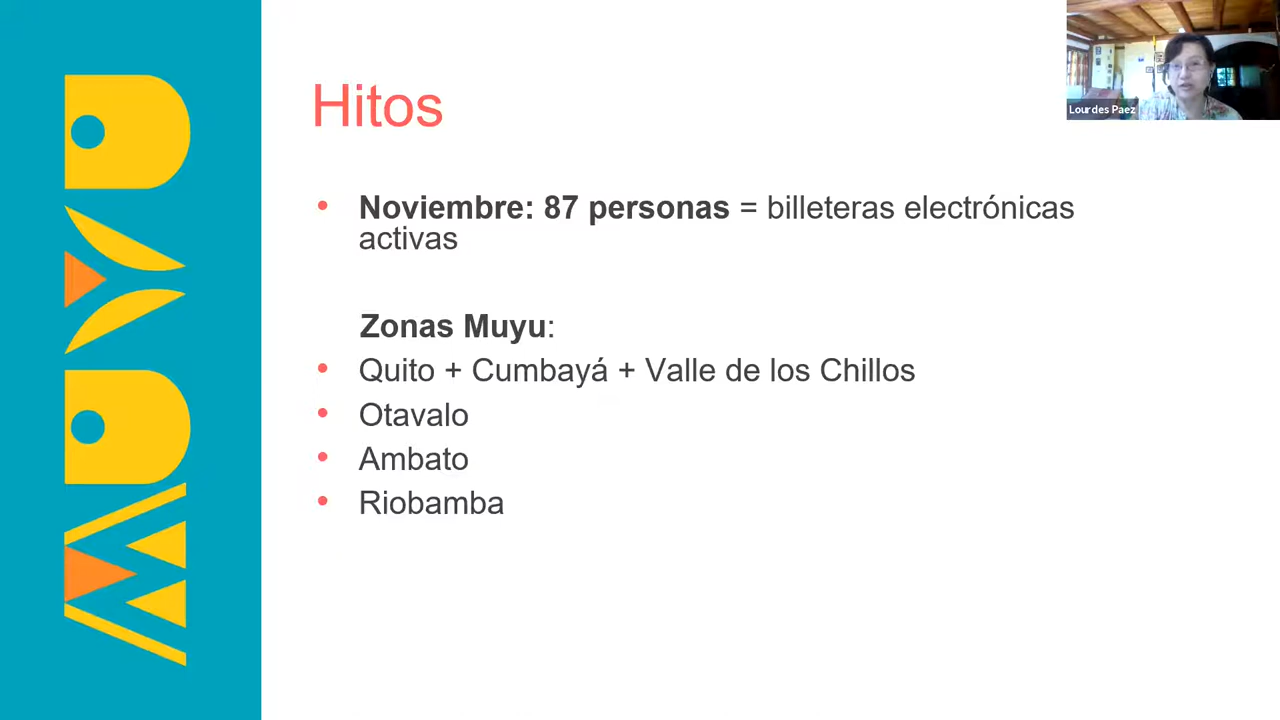 MUYU
Hitos
Lourdes Paez
• Noviembre: 87 personas = billeteras electrónicas
activas
Zonas Muyu:
• Quito + Cumbayá + Valle de los Chillos
• Otavalo
• Ambato
• Riobamba